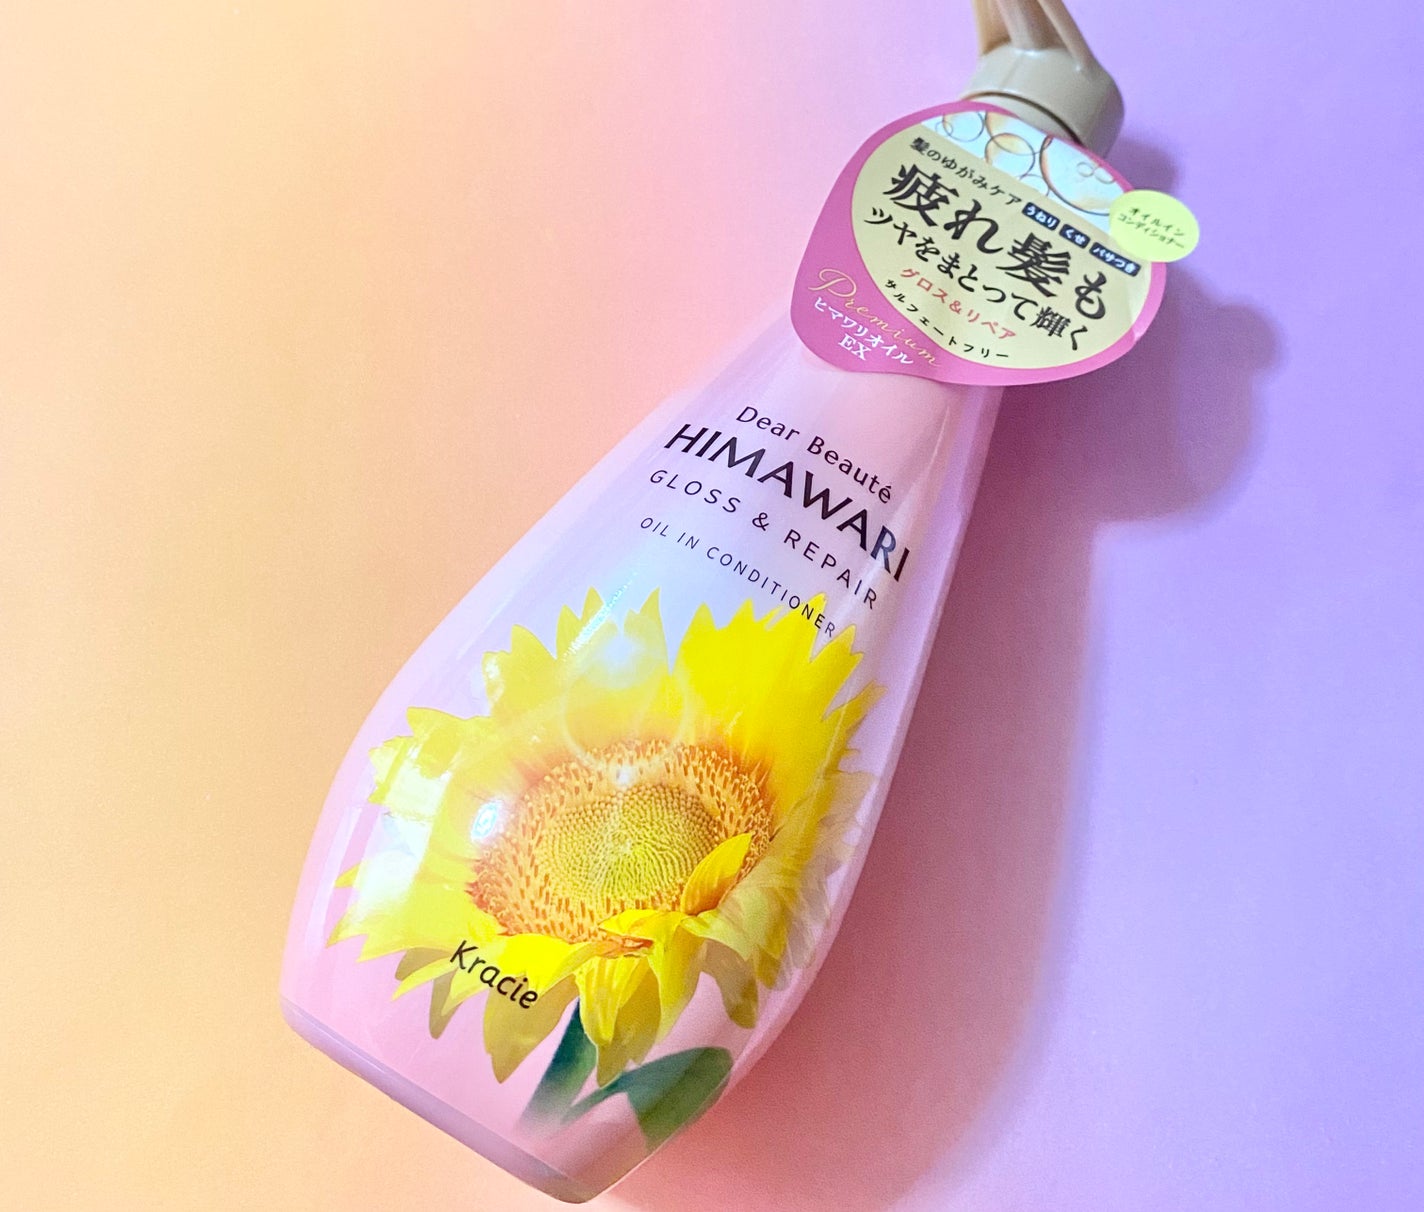 髪のゆがみケア うねり くせ パサつき
疲れ髪も
ツヤをまとって輝く
グロス&リペア
サルフェートフリー
オイルイン
コンディショナー
Premium
ヒマワリオイル
EX
Dear Beauté
HIMAWARI
GLOSS & REPAIR
OIL IN CONDITIONER
Kracie